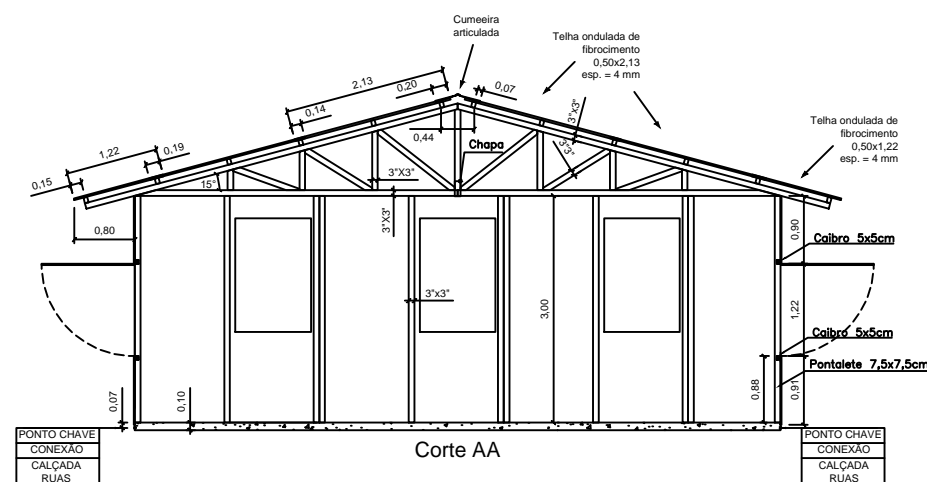 Cumeeira
articulada
Telha ondulada de
fibrocimento
0,50x2,13
esp. = 4 mm
Telha ondulada de
fibrocimento
0,50x1,22
esp. = 4 mm
2,13
0,20
0,07
0,14
0,44
3"x3"
Chapa
3"x3"
1,22
0,19
0,15
15°
3"X3"
3"X3"
0,80
0,90
Caibro 5x5cm
3"x3"
3,00
1,22
Caibro 5x5cm
Pontalete 7,5x7,5cm
0,88
0,91
0,07
0,10
Corte AA
PONTO CHAVE
CONEXÃO
CALÇADA
RUAS
PONTO CHAVE
CONEXÃO
CALÇADA
RUAS